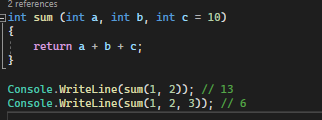 2 references
int sum (int a, int b, int c = 10)
{
return a + b + c;
}
Console.WriteLine(sum(1, 2)); // 13
Console.WriteLine(sum(1, 2, 3)); // 6